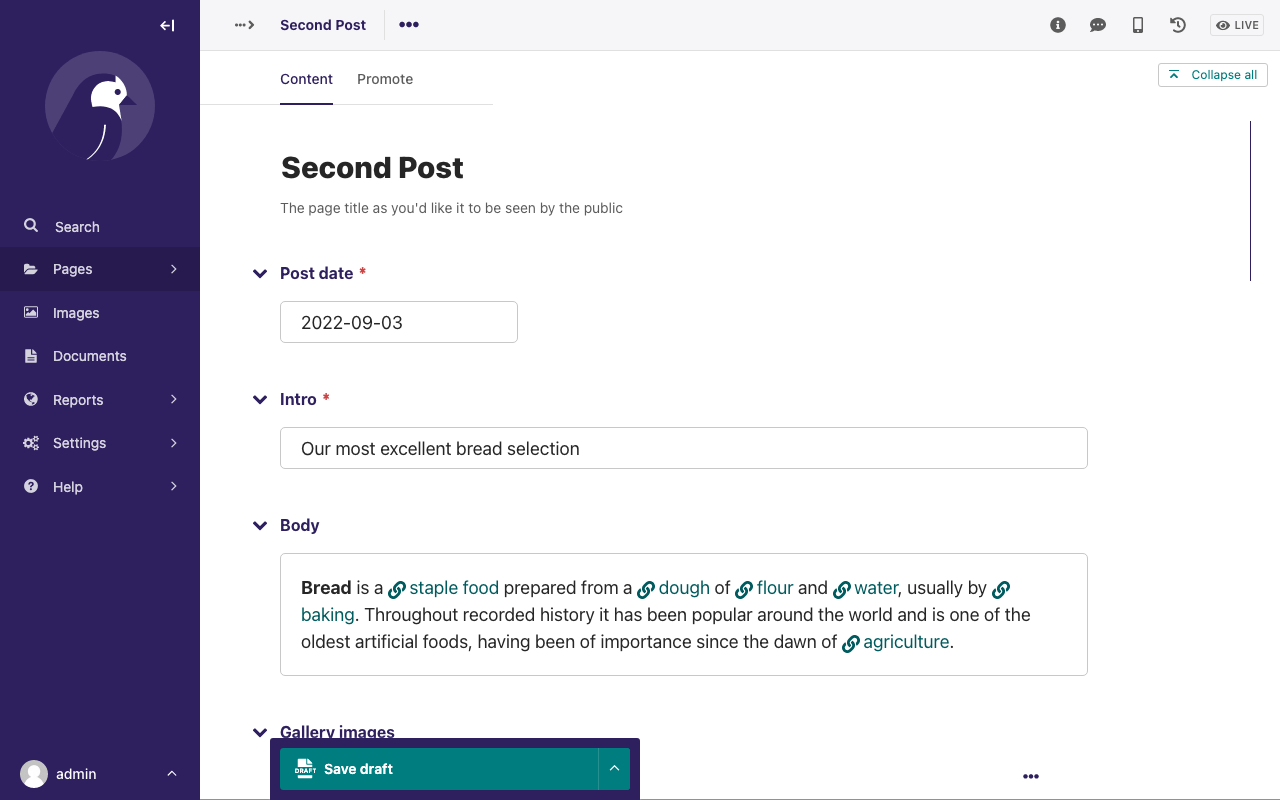 Second Post
LIVE
Content
Promote
Collapse all
Second Post
The page title as you'd like it to be seen by the public
Search
Pages
Images
Documents
Reports
Settings
Help
admin
Post date *
2022-09-03
Intro *
Our most excellent bread selection
Body
Bread is a staple food prepared from a dough of flour and water, usually by
baking. Throughout recorded history it has been popular around the world and is one of the
oldest artificial foods, having been of importance since the dawn of agriculture.
Gallery images
DRAFT Save draft